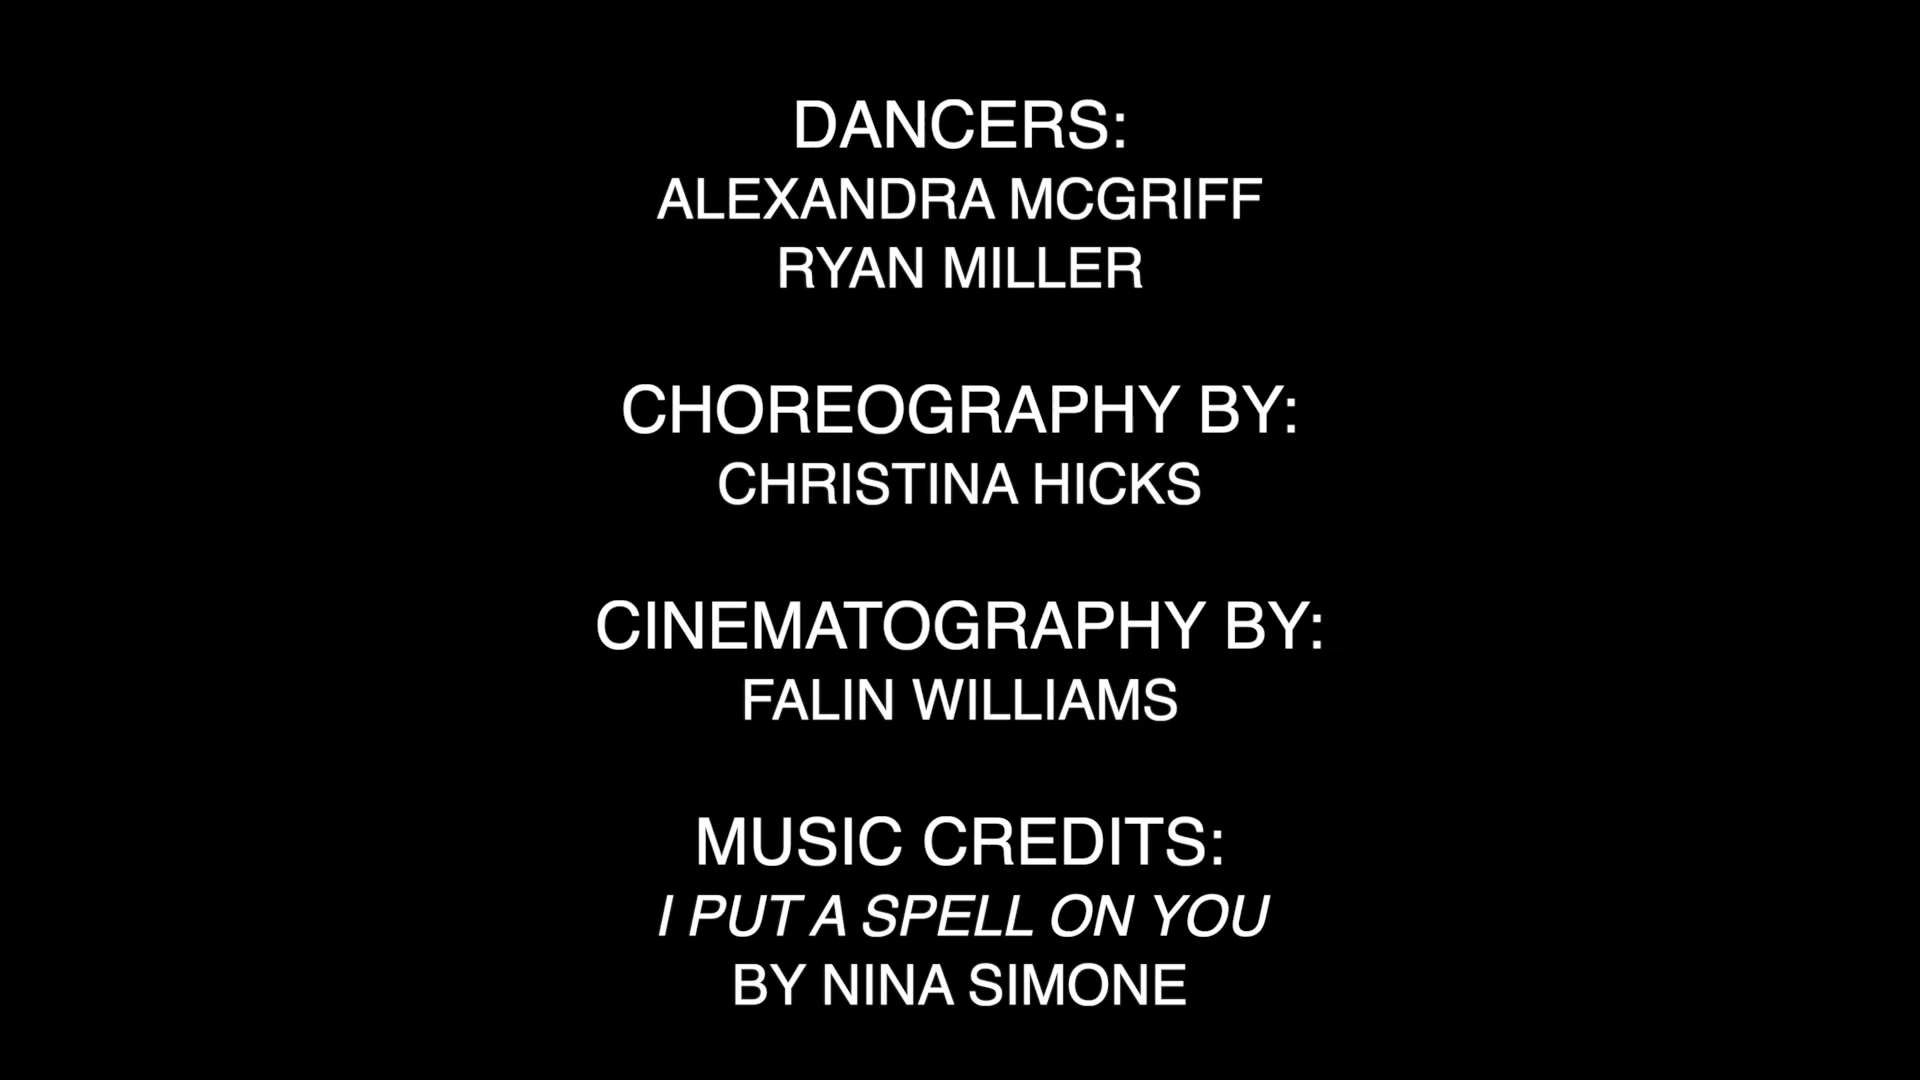 DANCERS:
ALEXANDRA MCGRIFF
RYAN MILLER
CHOREOGRAPHY BY:
CHRISTINA HICKS
CINEMATOGRAPHY BY:
FALIN WILLIAMS
MUSIC CREDITS:
I PUT A SPELL ON YOU
BY NINA SIMONE